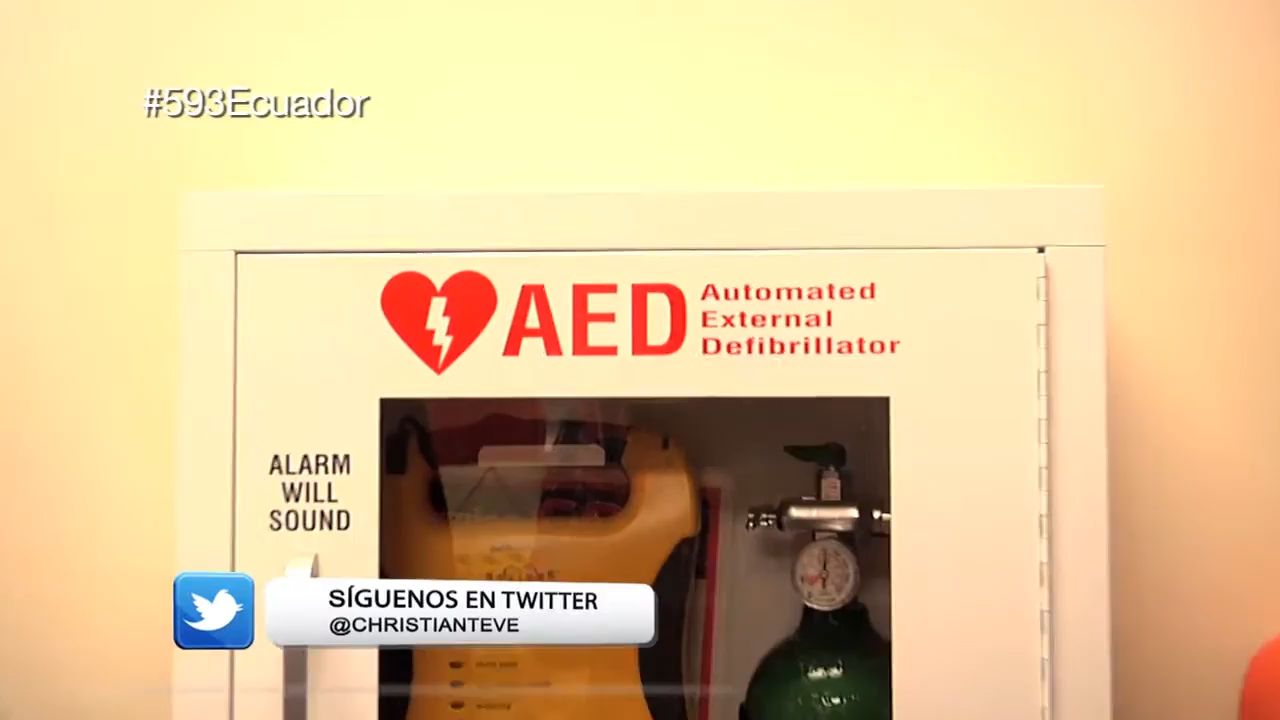 #593Ecuador
AED
Automated
External
Defibrillator
ALARM
WILL
SOUND
SÍGUENOS EN TWITTER
@CHRISTIANTEVE